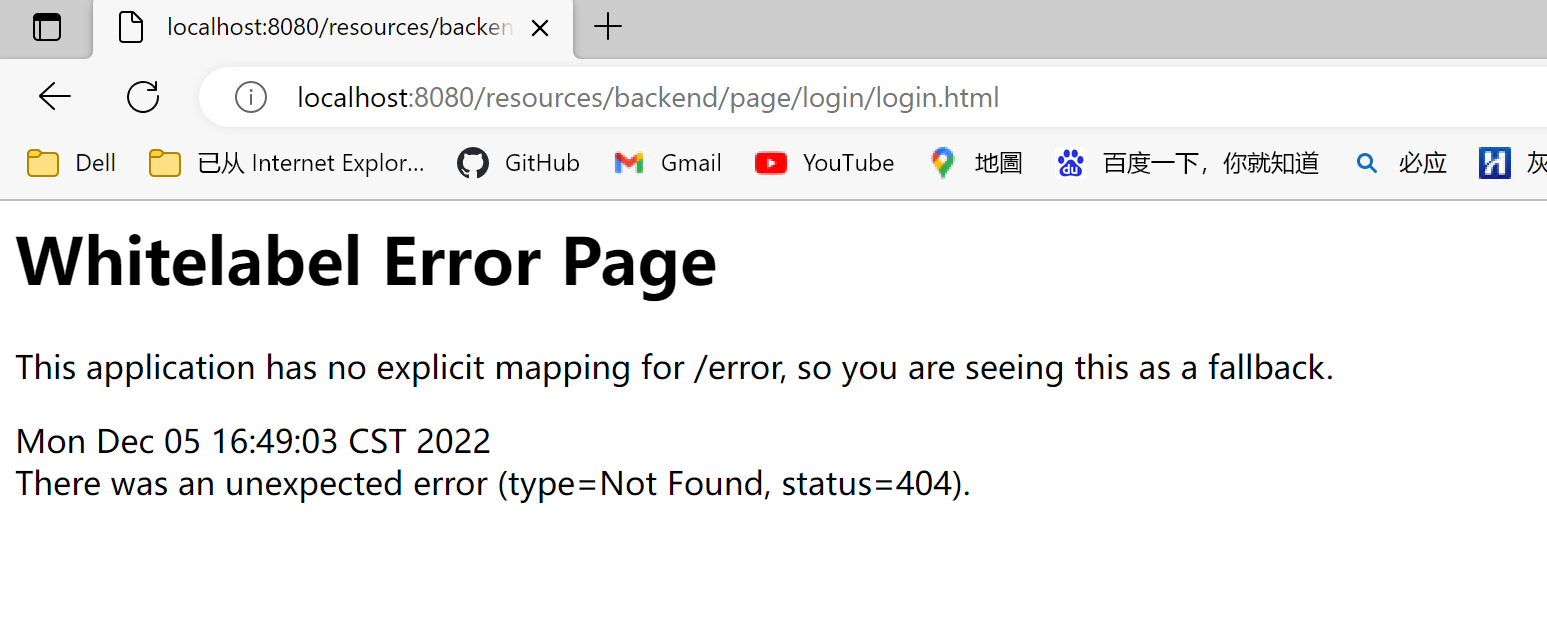 localhost:8080/resources/backen
localhost:8080/resources/backend/page/login/login.html
Dell 已从 Internet Explor... GitHub Gmail YouTube 地圖 百度一下，你就知道 必应 灰
Whitelabel Error Page
This application has no explicit mapping for /error, so you are seeing this as a fallback.
Mon Dec 05 16:49:03 CST 2022
There was an unexpected error (type=Not Found, status=404).